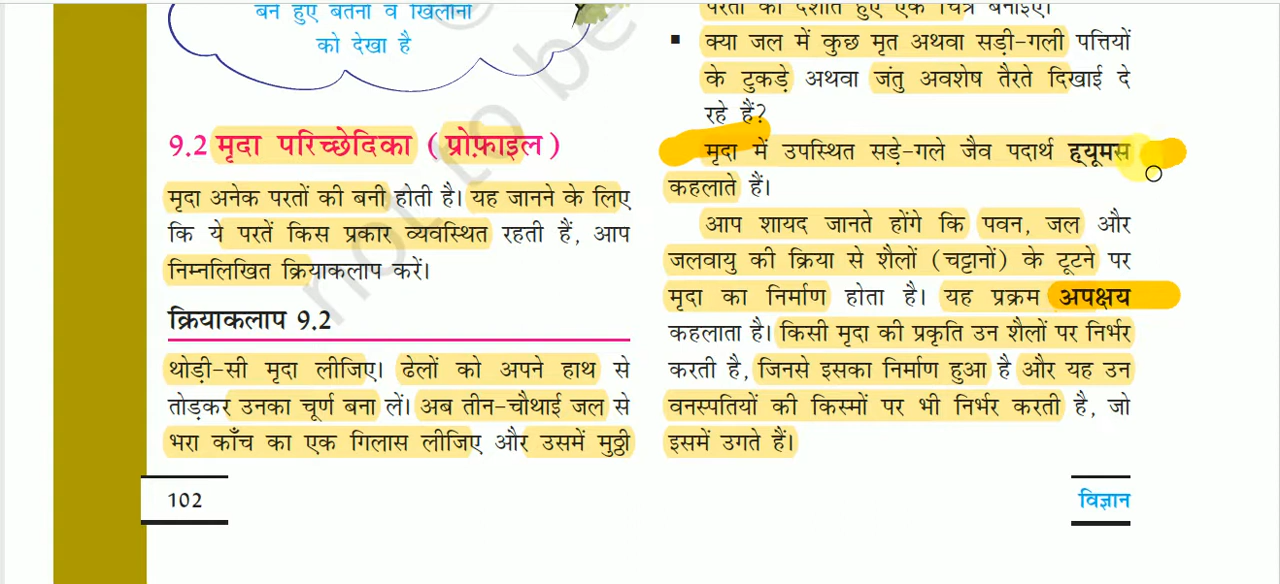 बने हुए बर्तनों व खिलौनों
को देखा है
9.2 मृदा परिच्छेदिका (प्रोफ़ाइल)
मृदा अनेक परतों की बनी होती है। यह जानने के लिए
कि ये परतें किस प्रकार व्यवस्थित रहती हैं, आप
निम्नलिखित क्रियाकलाप करें।
क्रियाकलाप 9.2
थोड़ी-सी मृदा लीजिए। ढेलों को अपने हाथ से
तोड़कर उनका चूर्ण बना लें। अब तीन-चौथाई जल से
भरा काँच का एक गिलास लीजिए और उसमें मुठ्ठी
परतों को दर्शाते हुए एक चित्र बनाइए।
▪ क्या जल में कुछ मृत अथवा सड़ी-गली पत्तियों
के टुकड़े अथवा जंतु अवशेष तैरते दिखाई दे
रहे हैं?
मृदा में उपस्थित सड़े-गले जैव पदार्थ ह्यूमस
कहलाते हैं।
आप शायद जानते होंगे कि पवन, जल और
जलवायु की क्रिया से शैलों (चट्टानों) के टूटने पर
मृदा का निर्माण होता है। यह प्रक्रम अपक्षय
कहलाता है। किसी मृदा की प्रकृति उन शैलों पर निर्भर
करती है, जिनसे इसका निर्माण हुआ है और यह उन
वनस्पतियों की किस्मों पर भी निर्भर करती है, जो
इसमें उगते हैं।
102
विज्ञान
not to be